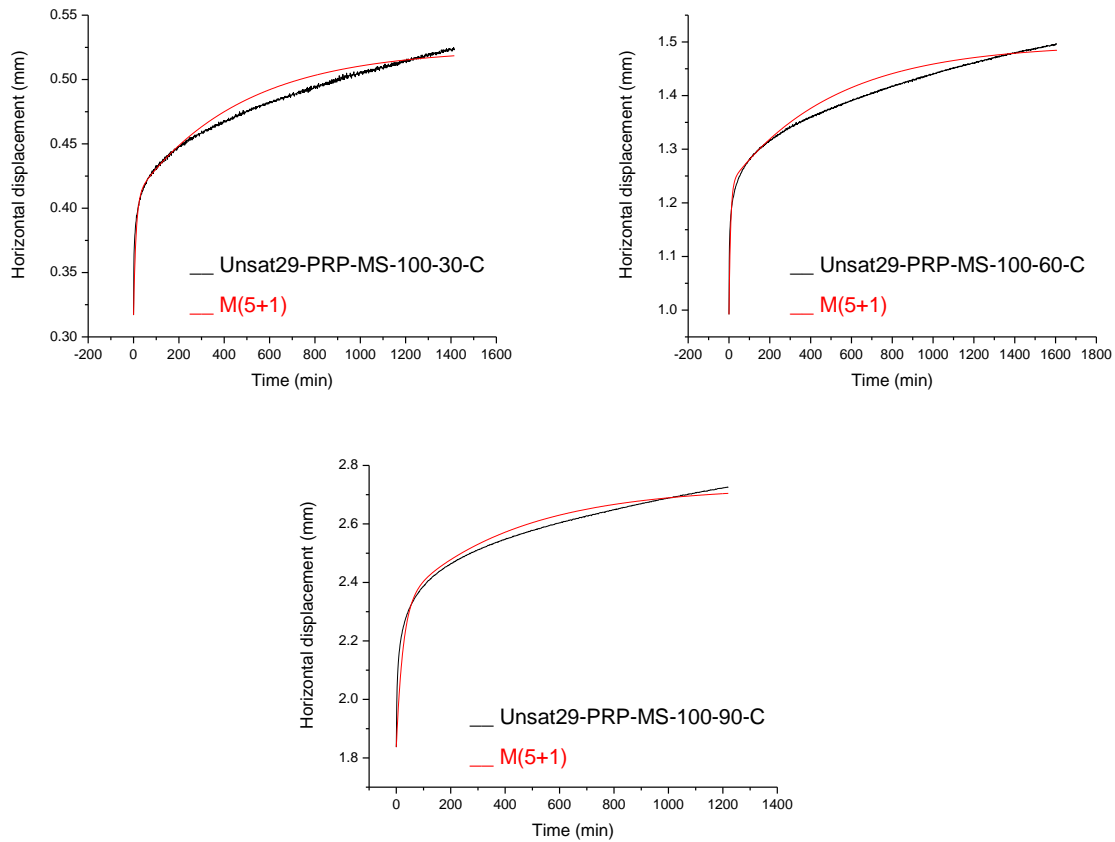 Horizontal displacement (mm)
0.55
0.50
0.45
0.40
0.35
0.30
Unsat29-PRP-MS-100-30-C
M(5+1)
-200 0 200 400 600 800 1000 1200 1400 1600
Time (min)
Horizontal displacement (mm)
1.5
1.4
1.3
1.2
1.1
1.0
Unsat29-PRP-MS-100-60-C
M(5+1)
-200 0 200 400 600 800 1000 1200 1400 1600 1800
Time (min)
Horizontal displacement (mm)
2.8
2.6
2.4
2.2
2.0
1.8
Unsat29-PRP-MS-100-90-C
M(5+1)
0 200 400 600 800 1000 1200 1400
Time (min)